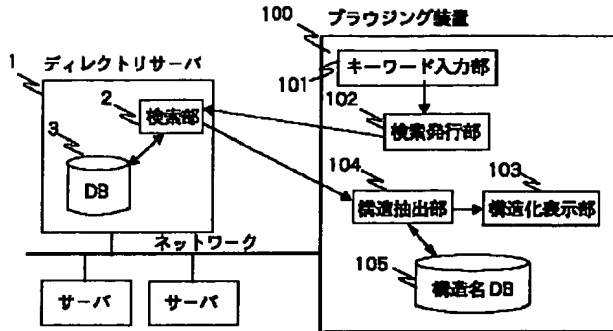 100
ブラウジング装置
1
ディレクトリサーバ
キーワード入力部
101
2
検索部
102
検索発行部
3
DB
104
103
構造抽出部
構造化表示部
ネットワーク
105
構造名DB
サーバ
サーバ